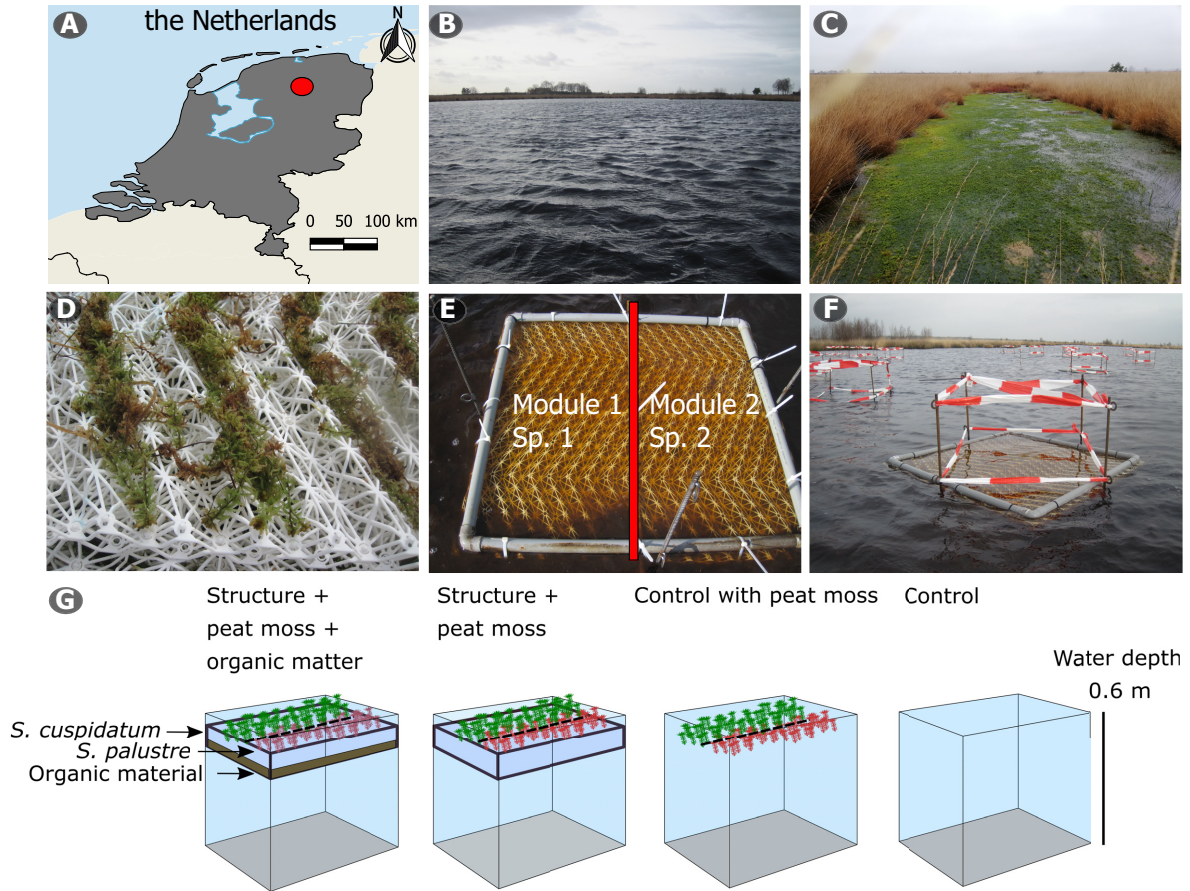 A
the Netherlands
N
0 50 100 km
B
C
D
E
Module 1
Sp. 1
Module 2
Sp. 2
F
G
Structure +
peat moss +
organic matter
Structure +
peat moss
Control with peat moss
Control
Water depth
0.6 m
S. cuspidatum
S. palustre
Organic material